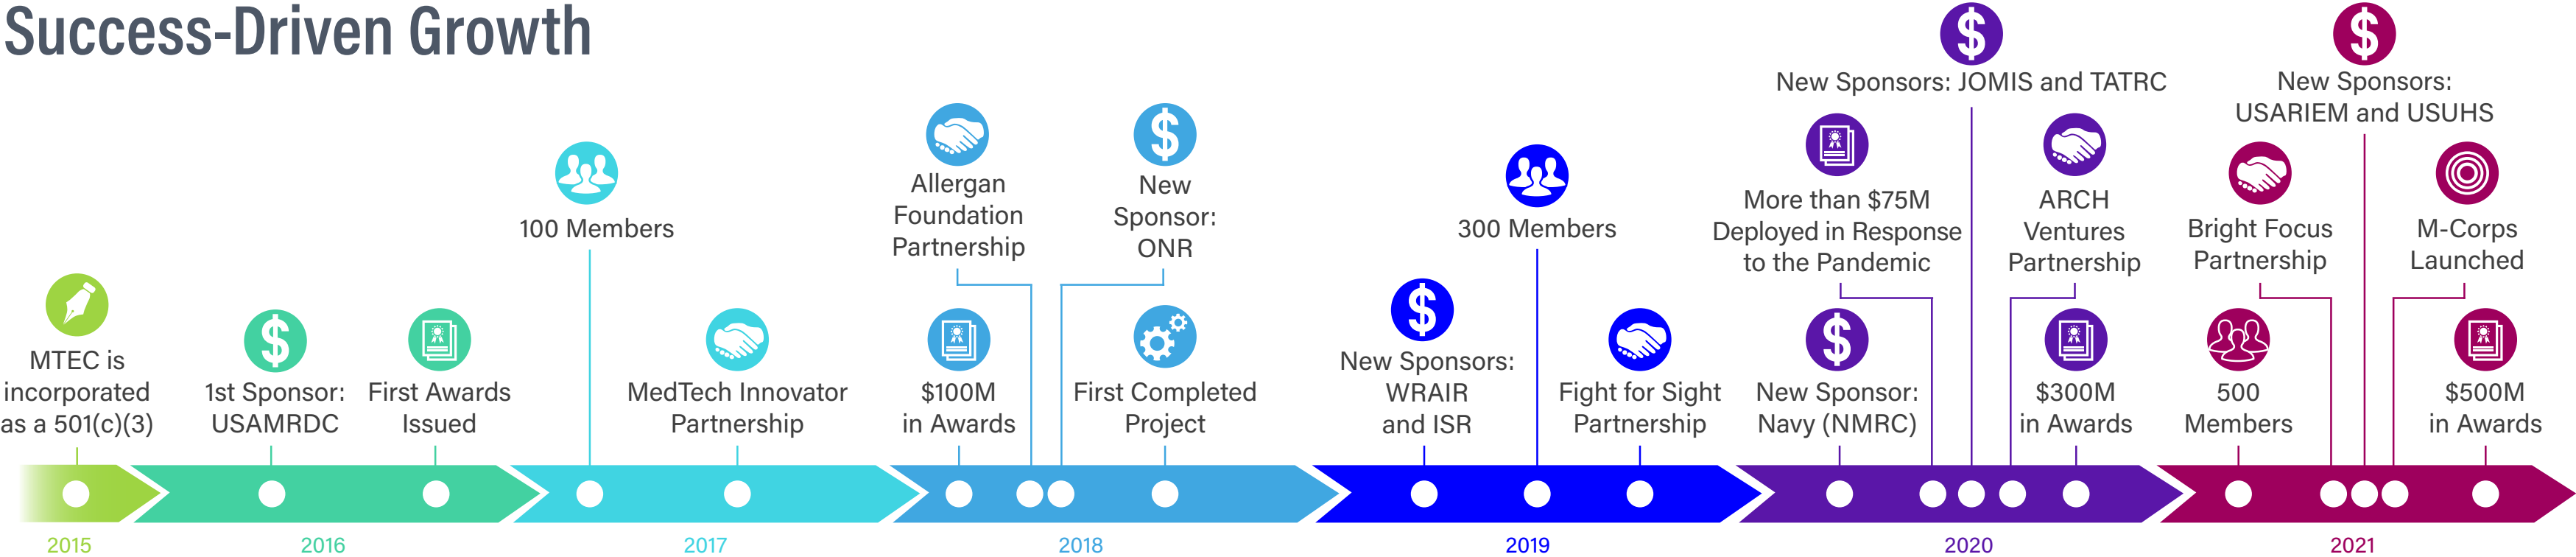 Success-Driven Growth
MTEC is
incorporated
as a 501(c)(3)
1st Sponsor:
USAMRDC
First Awards
Issued
100 Members
MedTech Innovator
Partnership
$100M
in Awards
Allergan
Foundation
Partnership
New
Sponsor:
ONR
First Completed
Project
New Sponsors:
WRAIR
and ISR
300 Members
Fight for Sight
Partnership
New Sponsor:
Navy (NMRC)
More than $75M
Deployed in Response
to the Pandemic
New Sponsors: JOMIS and TATRC
ARCH
Ventures
Partnership
$300M
in Awards
500
Members
Bright Focus
Partnership
New Sponsors:
USARIEM and USUHS
M-Corps
Launched
$500M
in Awards
2015
2016
2017
2018
2019
2020
2021